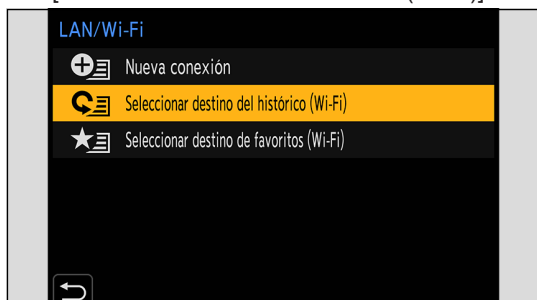 LAN/Wi-Fi
Nueva conexión
Seleccionar destino del histórico (Wi-Fi)
Seleccionar destino de favoritos (Wi-Fi)